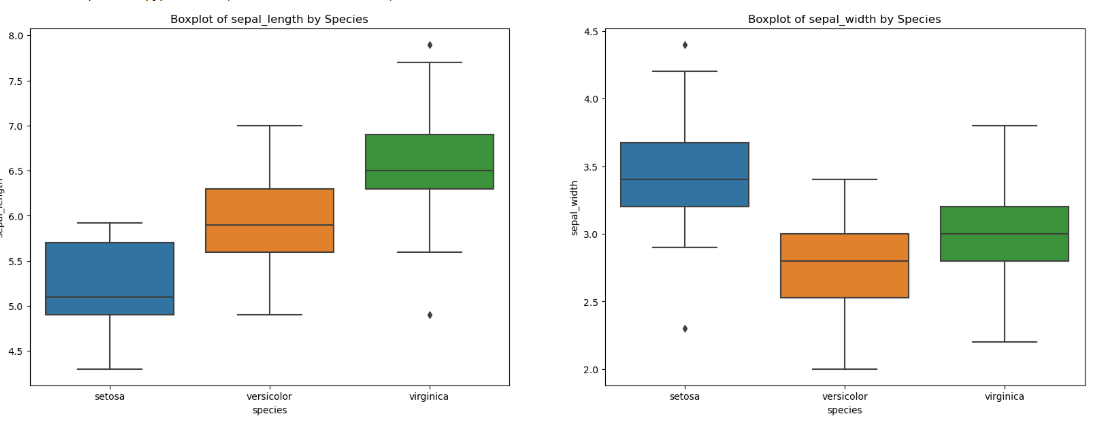 Boxplot of sepal_length by Species
8.0
7.5
7.0
6.5
6.0
5.5
5.0
4.5
setosa
versicolor
virginica
species
Boxplot of sepal_width by Species
sepal_width
4.5
4.0
3.5
3.0
2.5
2.0
setosa
versicolor
virginica
species